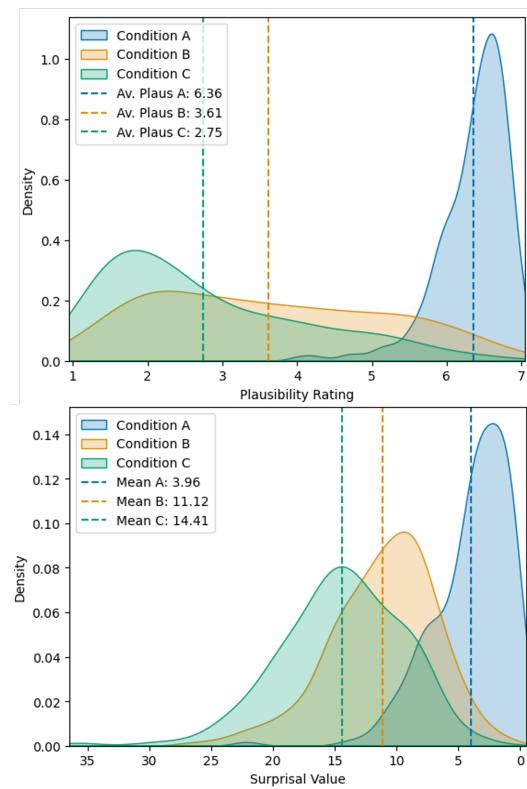 Condition A
Condition B
Condition C
Av. Plaus A: 6.36
Av. Plaus B: 3.61
Av. Plaus C: 2.75
Density
1.0
0.8
0.6
0.4
0.2
0.0
1 2 3 4 5 6 7
Plausibility Rating
Condition A
Condition B
Condition C
Mean A: 3.96
Mean B: 11.12
Mean C: 14.41
Density
0.14
0.12
0.10
0.08
0.06
0.04
0.02
0.00
35 30 25 20 15 10 5 0
Surprisal Value